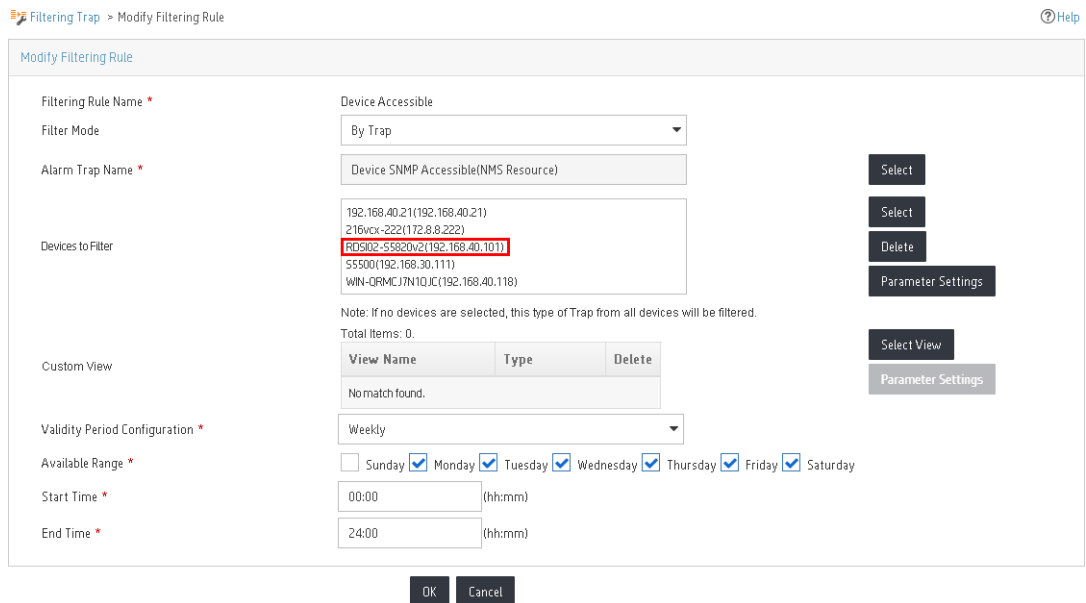 Filtering Trap > Modify Filtering Rule
Help
Modify Filtering Rule
Filtering Rule Name * Device Accessible
Filter Mode By Trap
Alarm Trap Name * Device SNMP Accessible(NMS Resource) Select
Devices to Filter
192.168.40.21(192.168.40.21)
216vcx-222(172.8.8.222)
RDSI02-S5820v2(192.168.40.101)
S5500(192.168.30.111)
WIN-QRMCJ7N1QJC(192.168.40.118)
Select
Delete
Parameter Settings
Note: If no devices are selected, this type of Trap from all devices will be filtered.
Total Items: 0.
Custom View
View Name Type Delete
No match found.
Select View
Parameter Settings
Validity Period Configuration * Weekly
Available Range * Sunday Monday Tuesday Wednesday Thursday Friday Saturday
Start Time * 00:00 (hh:mm)
End Time * 24:00 (hh:mm)
OK Cancel